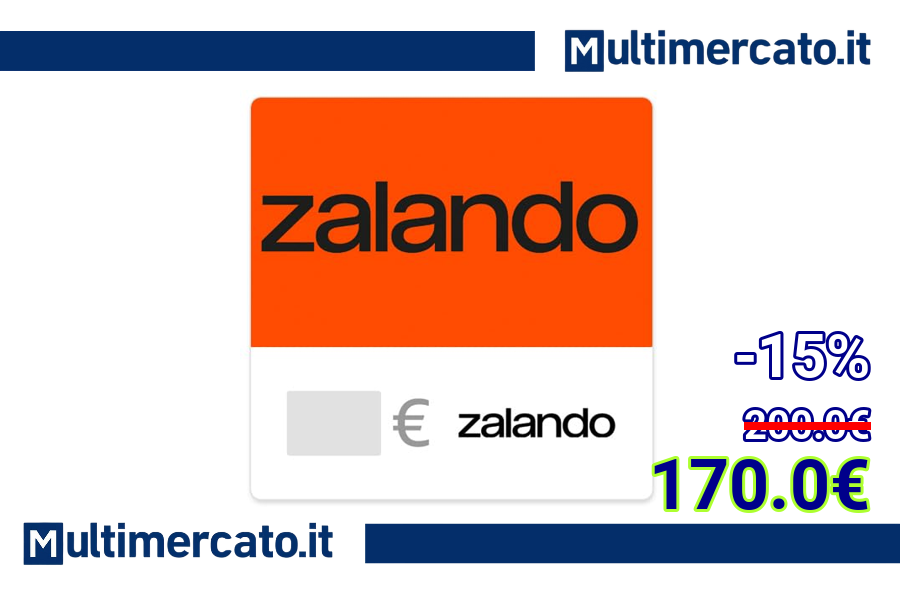 Multimercato.it
zalando
-15%
€ zalando
200.0€
170.0€
Multimercato.it